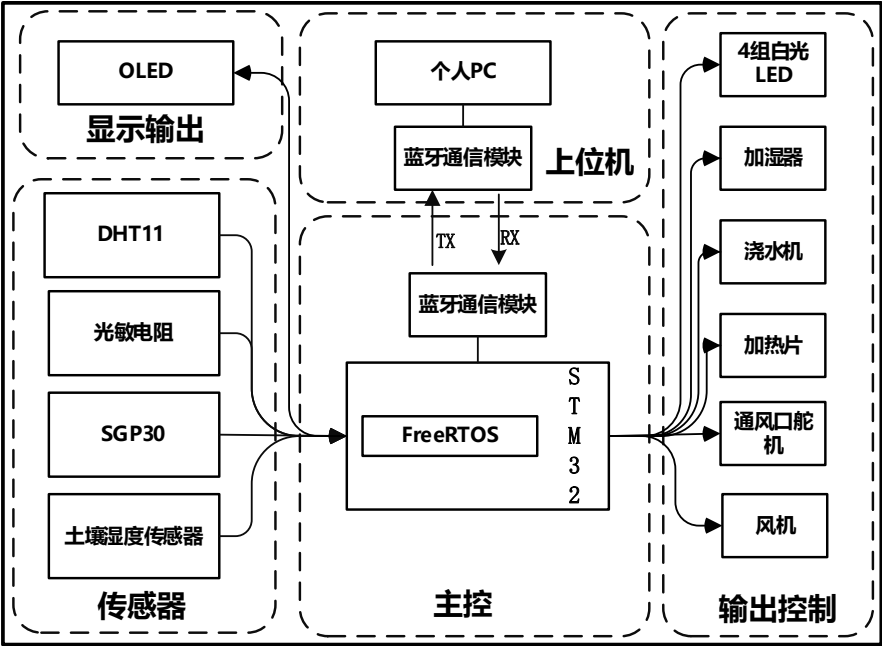 OLED
显示输出
DHT11
光敏电阻
SGP30
土壤湿度传感器
传感器
个人PC
蓝牙通信模块
上位机
TX
RX
蓝牙通信模块
S
T
M
3
2
FreeRTOS
主控
4组白光
LED
加湿器
浇水机
加热片
通风口舵
机
风机
输出控制